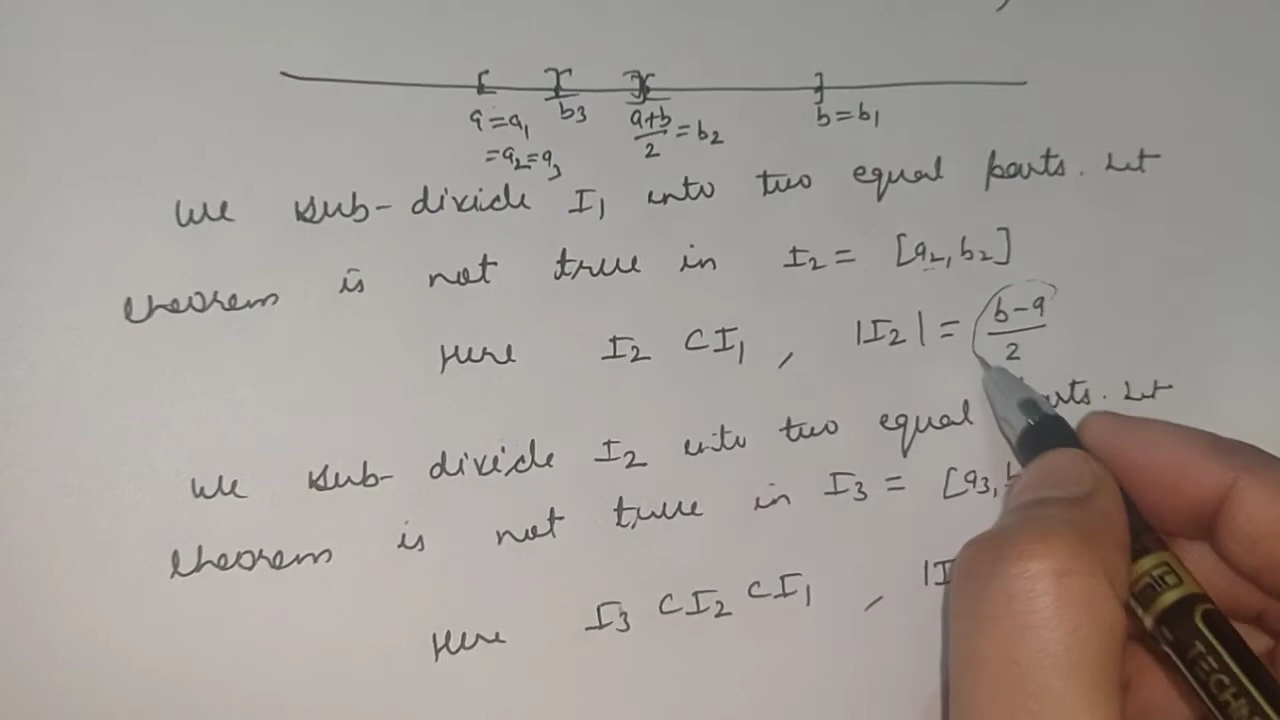 a=a₁ b₃ (a+b)/2=b₂ b=b₁
=a₂=a₃
We sub-divide I₁ into two equal parts. Let
theorem is not true in I₂ = [a₂,b₂]
Here I₂ ⊂ I₁ , |I₂| = (b-a)/2
We sub-divide I₂ into two equal Let
theorem is not true in I₃ = [a₃,
Here I₃ ⊂ I₂ ⊂ I₁ , |I
TECHN